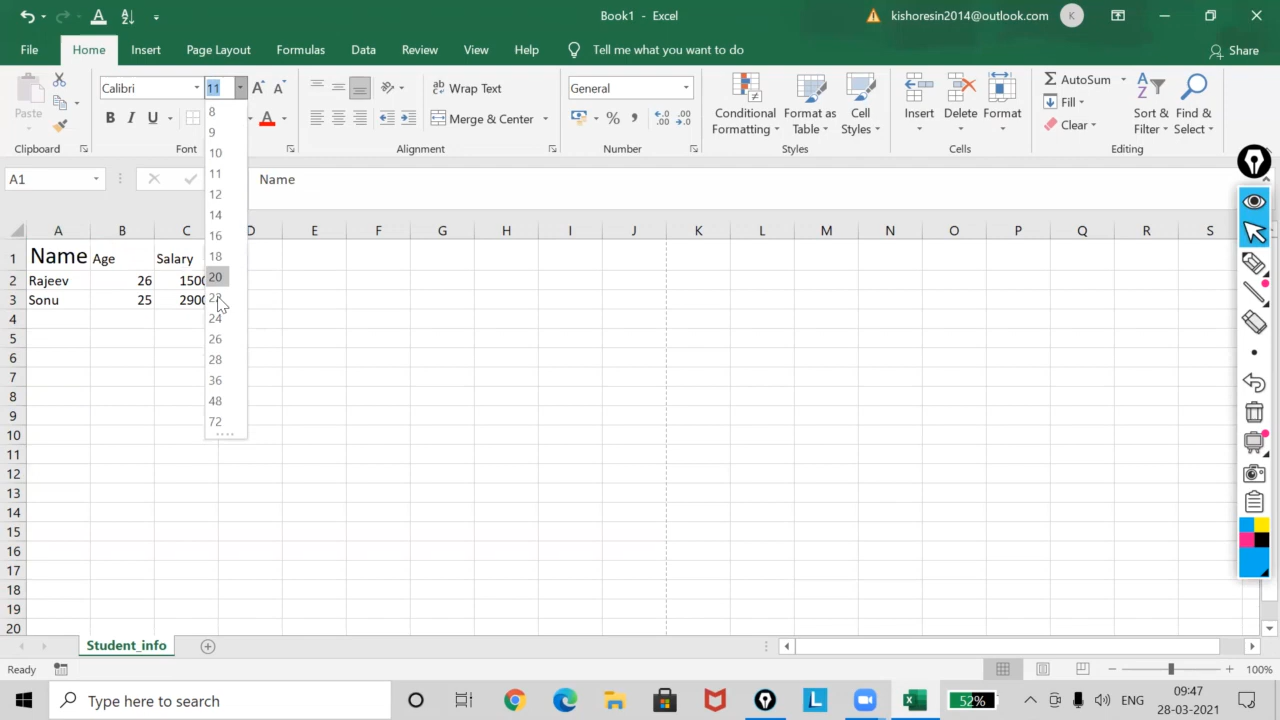 Book1 - Excel
kishoresin2014@outlook.com
K
File
Home
Insert
Page Layout
Formulas
Data
Review
View
Help
Tell me what you want to do
Share
Paste
Clipboard
Calibri
11
B I U
Font
Wrap Text
Merge & Center
Alignment
General
Number
Conditional Formatting
Format as Table
Cell Styles
Styles
Insert
Delete
Format
Cells
AutoSum
Fill
Clear
Sort & Filter
Find & Select
Editing
A1
Name
8
9
10
11
12
14
16
18
20
22
24
26
28
36
48
72
A B C D E F G H I J K L M N O P Q R S
1 Name Age Salary
2 Rajeev 26 1500
3 Sonu 25 2900
4
5
6
7
8
9
10
11
12
13
14
15
16
17
18
19
20
Student_info
Ready
100%
Type here to search
52%
ENG
09:47
28-03-2021